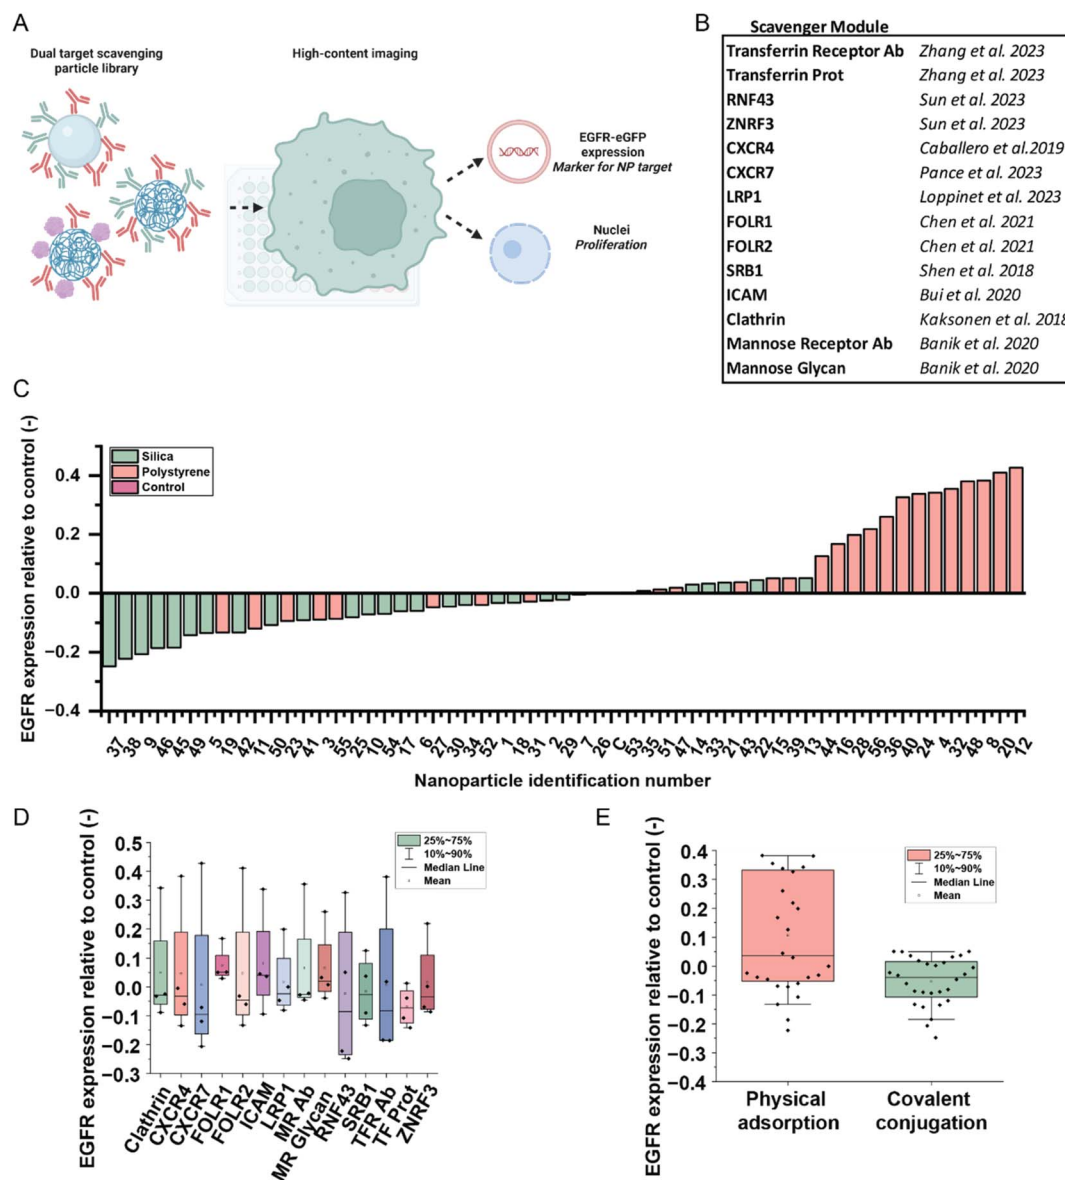 A
Dual target scavenging
particle library
High-content imaging
EGFR-eGFP
expression
Marker for NP target
Nuclei
Proliferation
B
Scavenger Module
Transferrin Receptor Ab Zhang et al. 2023
Transferrin Prot Zhang et al. 2023
RNF43 Sun et al. 2023
ZNRF3 Sun et al. 2023
CXCR4 Caballero et al.2019
CXCR7 Pance et al. 2023
LRP1 Loppinet et al. 2023
FOLR1 Chen et al. 2021
FOLR2 Chen et al. 2021
SRB1 Shen et al. 2018
ICAM Bui et al. 2020
Clathrin Kaksonen et al. 2018
Mannose Receptor Ab Banik et al. 2020
Mannose Glycan Banik et al. 2020
C
EGFR expression relative to control (-)
Silica
Polystyrene
Control
0.4
0.2
0.0
−0.2
−0.4
37 38 9 46 45 49 5 19 42 11 50 23 41 3 55 25 10 54 17 6 27 30 34 52 1 18 31 2 29 7 26 C 53 35 51 47 14 33 21 43 22 15 39 13 44 16 28 56 36 40 24 4 32 48 8 20 12
Nanoparticle identification number
D
EGFR expression relative to control (-)
25%~75%
10%~90%
Median Line
Mean
0.5
0.4
0.3
0.2
0.1
0.0
−0.1
−0.2
−0.3
Clathrin CXCR4 CXCR7 FOLR1 FOLR2 ICAM LRP1 MR Ab MR Glycan RNF43 SRB1 TFR Ab TF Prot ZNRF3
E
EGFR expression relative to control (-)
25%~75%
10%~90%
Median Line
Mean
0.4
0.3
0.2
0.1
0.0
−0.1
−0.2
−0.3
−0.4
Physical adsorption
Covalent conjugation